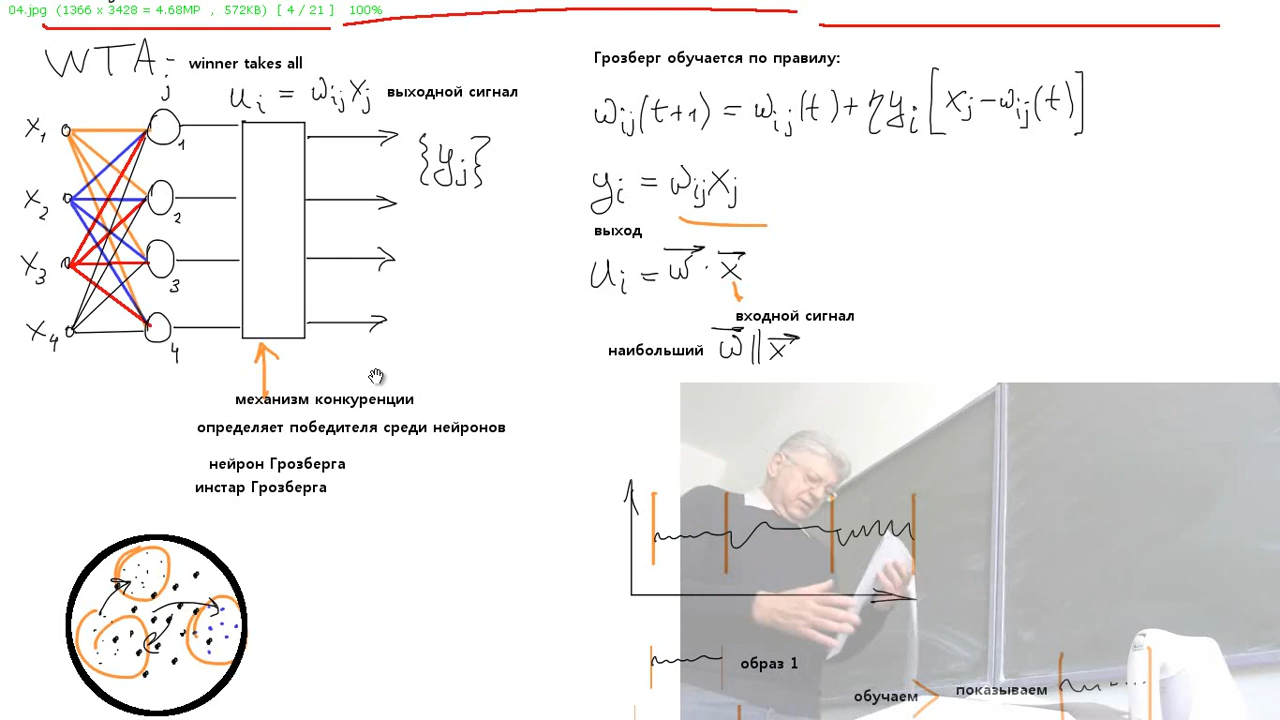 04.jpg (1366 x 3428 = 4.68MP , 572KB) [ 4 / 21 ] 100%
WTA winner takes all
j
u_i = w_ij x_j выходной сигнал
x_1
1
{y_j}
x_2
2
x_3
3
x_4
4
механизм конкуренции
определяет победителя среди нейронов
нейрон Грозберга
инстар Грозберга
Грозберг обучается по правилу:
w_ij(t+1) = w_ij(t) + η y_i [x_j - w_ij(t)]
y_i = w_ij x_j
выход
u_i = w · x
входной сигнал
наибольший w || x
образ 1
обучаем > показываем